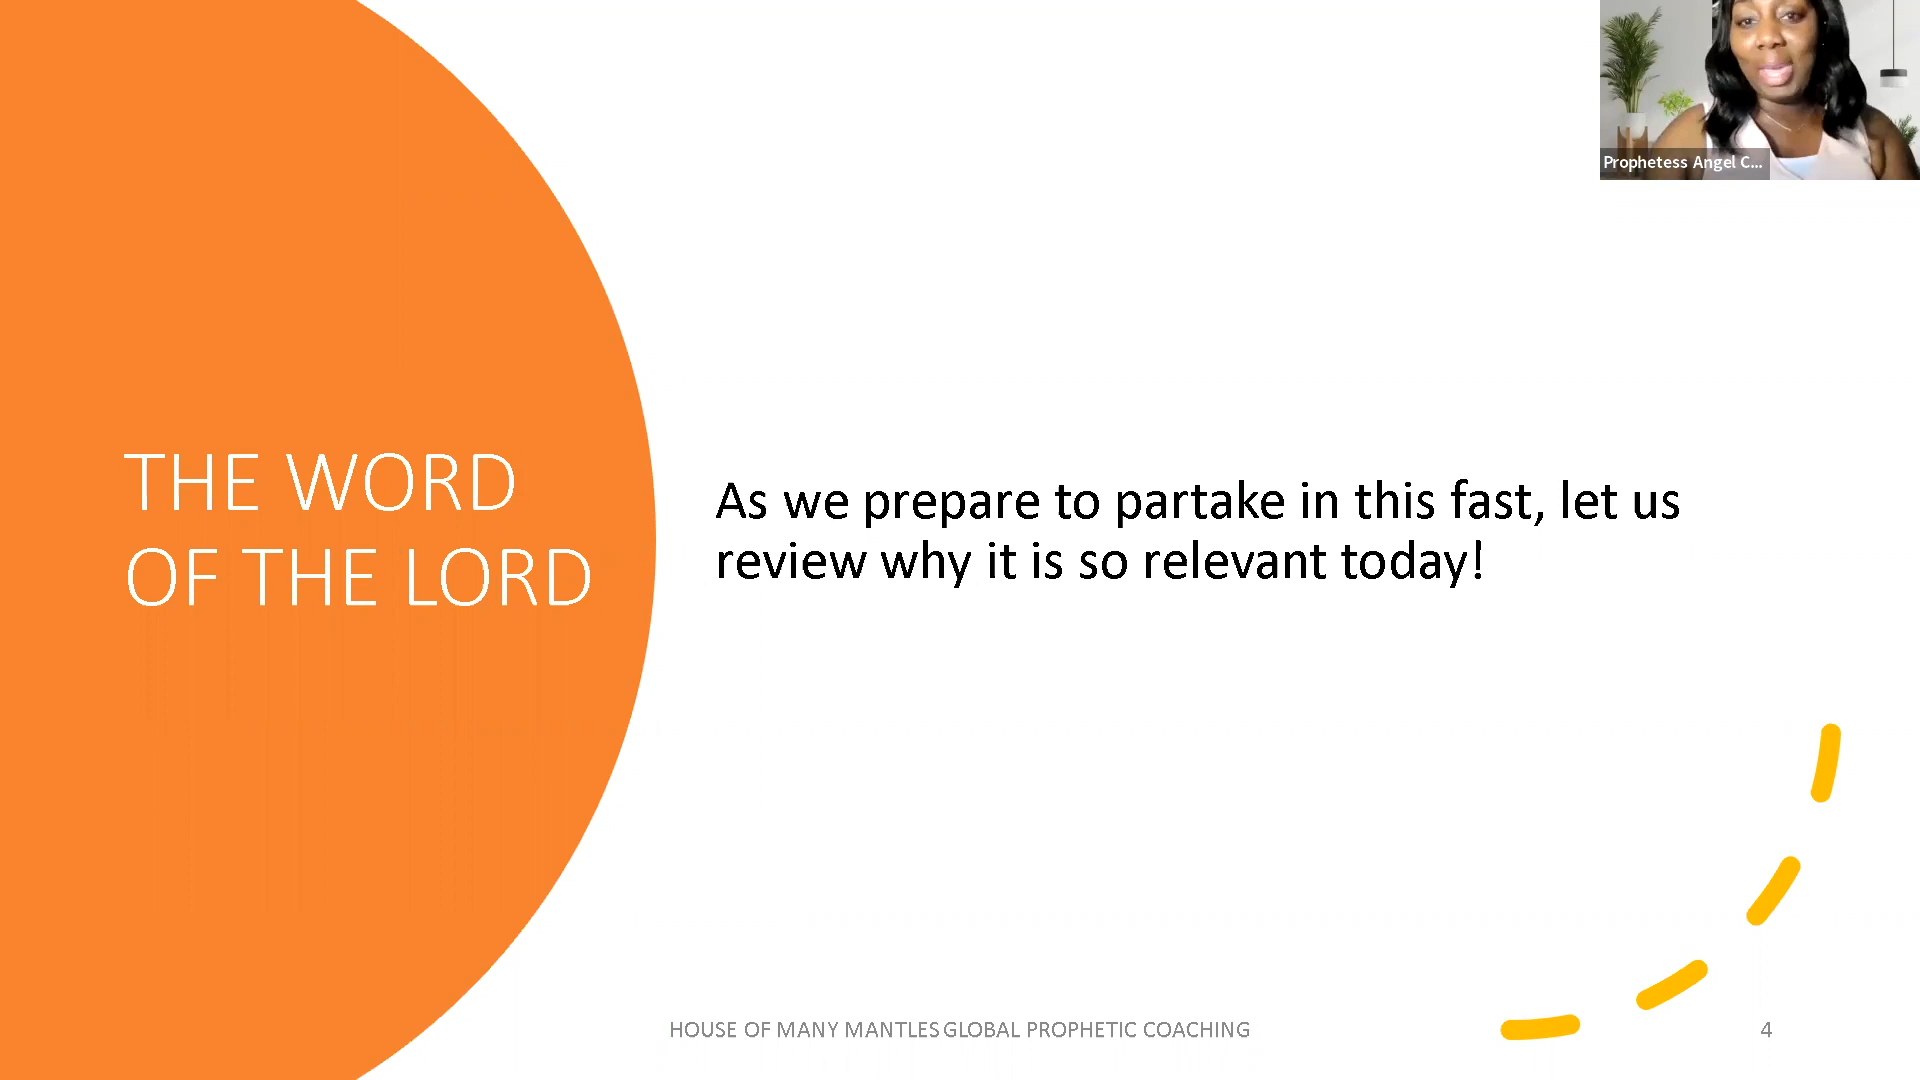 THE WORD
OF THE LORD
As we prepare to partake in this fast, let us
review why it is so relevant today!
Prophetess Angel C...
HOUSE OF MANY MANTLES GLOBAL PROPHETIC COACHING
4